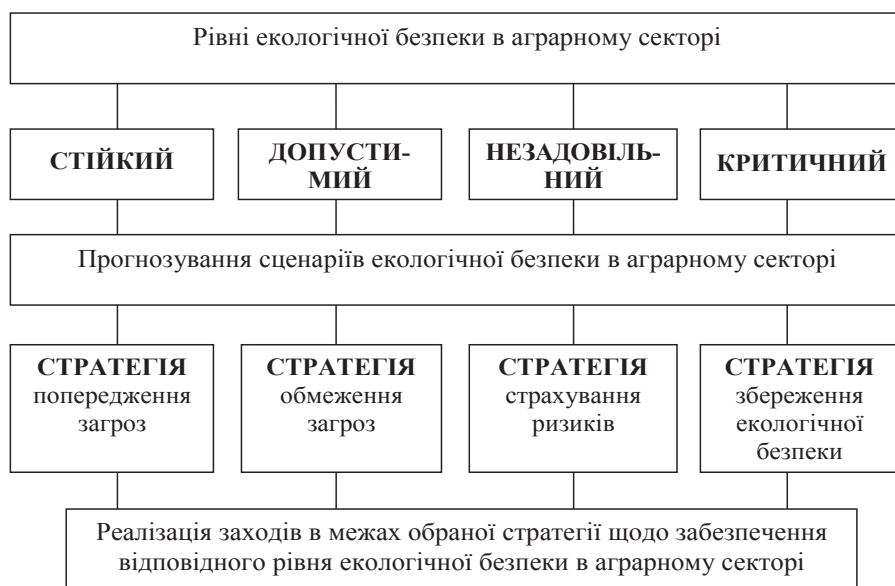 Рівні екологічної безпеки в аграрному секторі
СТІЙКИЙ
ДОПУСТИ-
МИЙ
НЕЗАДОВІЛЬ-
НИЙ
КРИТИЧНИЙ
Прогнозування сценаріїв екологічної безпеки в аграрному секторі
СТРАТЕГІЯ
попередження
загроз
СТРАТЕГІЯ
обмеження
загроз
СТРАТЕГІЯ
страхування
ризиків
СТРАТЕГІЯ
збереження
екологічної
безпеки
Реалізація заходів в межах обраної стратегії щодо забезпечення
відповідного рівня екологічної безпеки в аграрному секторі